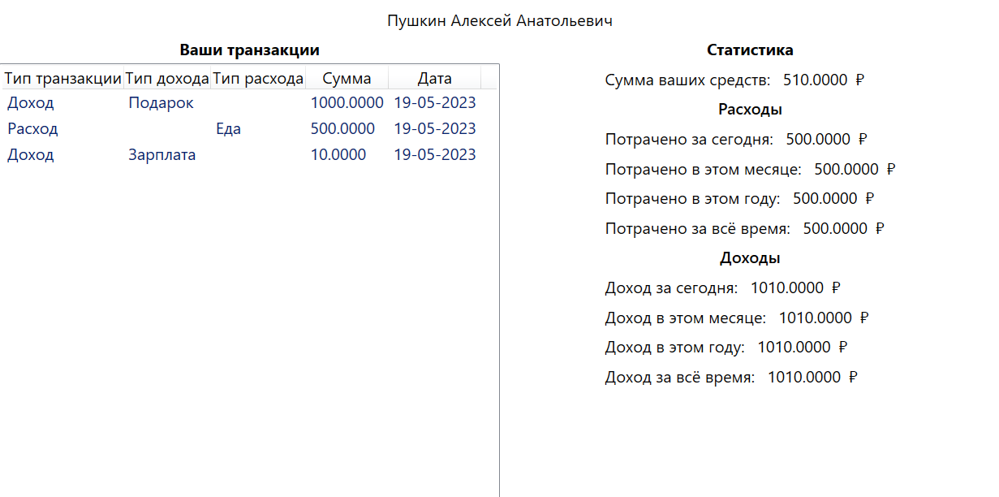 Пушкин Алексей Анатольевич
Ваши транзакции
Тип транзакции Тип дохода Тип расхода Сумма Дата
Доход Подарок 1000.0000 19-05-2023
Расход Еда 500.0000 19-05-2023
Доход Зарплата 10.0000 19-05-2023
Статистика
Сумма ваших средств: 510.0000 ₽
Расходы
Потрачено за сегодня: 500.0000 ₽
Потрачено в этом месяце: 500.0000 ₽
Потрачено в этом году: 500.0000 ₽
Потрачено за всё время: 500.0000 ₽
Доходы
Доход за сегодня: 1010.0000 ₽
Доход в этом месяце: 1010.0000 ₽
Доход в этом году: 1010.0000 ₽
Доход за всё время: 1010.0000 ₽